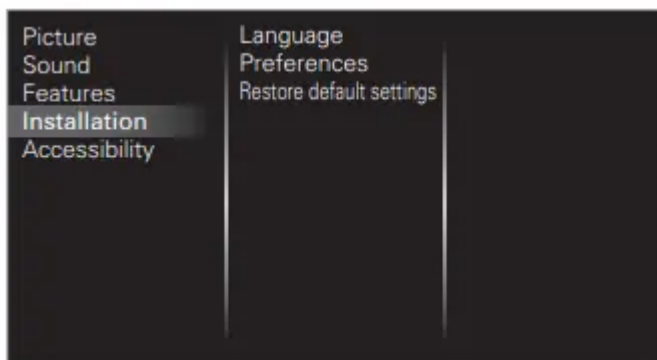 Picture
Sound
Features
Installation
Accessibility
Language
Preferences
Restore default settings